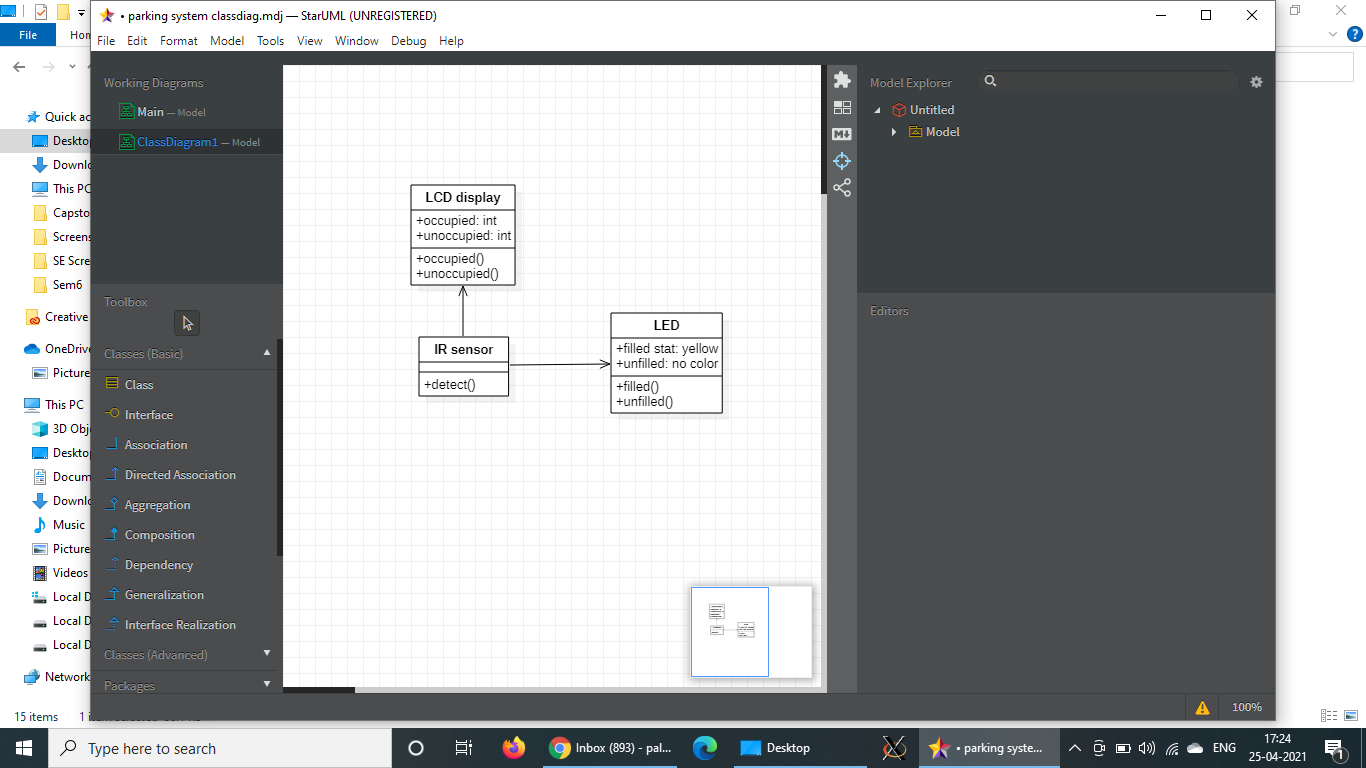 • parking system classdiag.mdj — StarUML (UNREGISTERED)
File
Hom
File Edit Format Model Tools View Window Debug Help
Quick ac
Deskto
Downlo
This PC
Capsto
Screens
SE Scre
Sem6
Creative
OneDrive
Picture
This PC
3D Obje
Deskto
Docum
Downlo
Music
Picture
Videos
Local D
Local D
Local D
Network
15 items
Working Diagrams
Main — Model
ClassDiagram1 — Model
Toolbox
Classes (Basic)
Class
Interface
Association
Directed Association
Aggregation
Composition
Dependency
Generalization
Interface Realization
Classes (Advanced)
Packages
LCD display
+occupied: int
+unoccupied: int
+occupied()
+unoccupied()
IR sensor
+detect()
LED
+filled stat: yellow
+unfilled: no color
+filled()
+unfilled()
Model Explorer
Untitled
Model
Editors
100%
Type here to search
Inbox (893) - pal...
Desktop
• parking syste...
ENG
17:24
25-04-2021
1